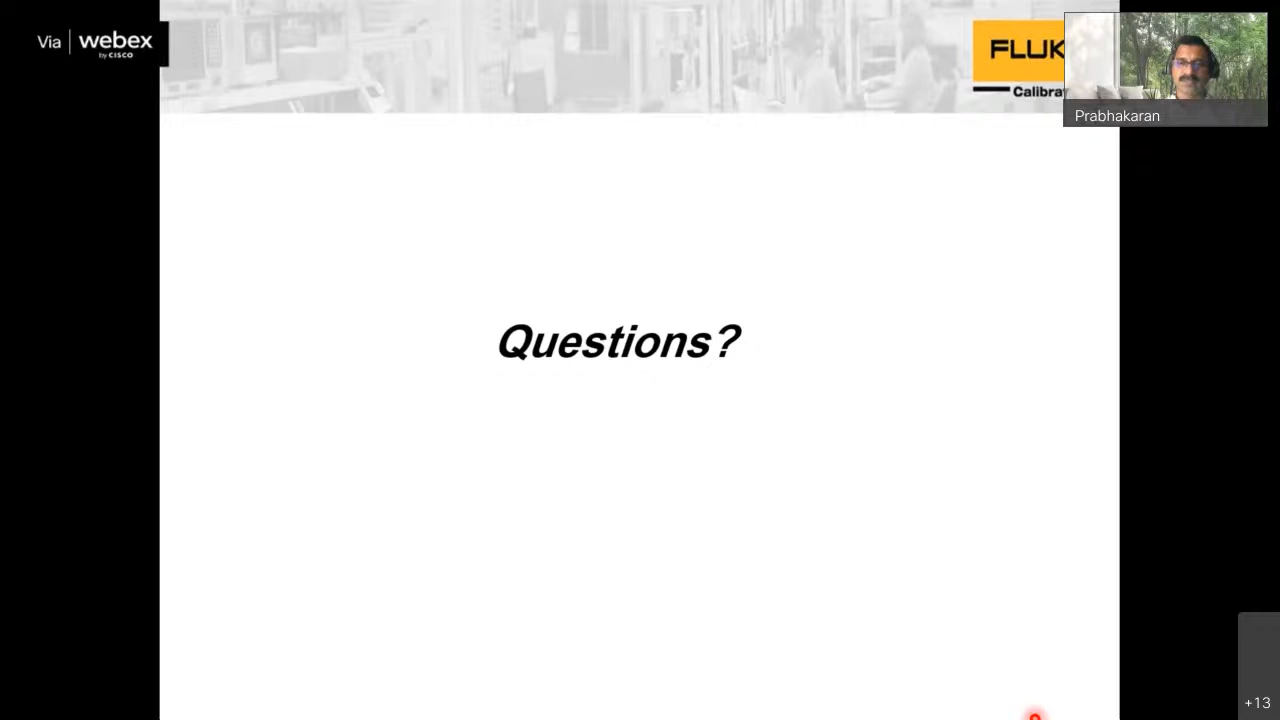 Via webex
by CISCO
FLUK
Calibra
Prabhakaran
Questions?
+13